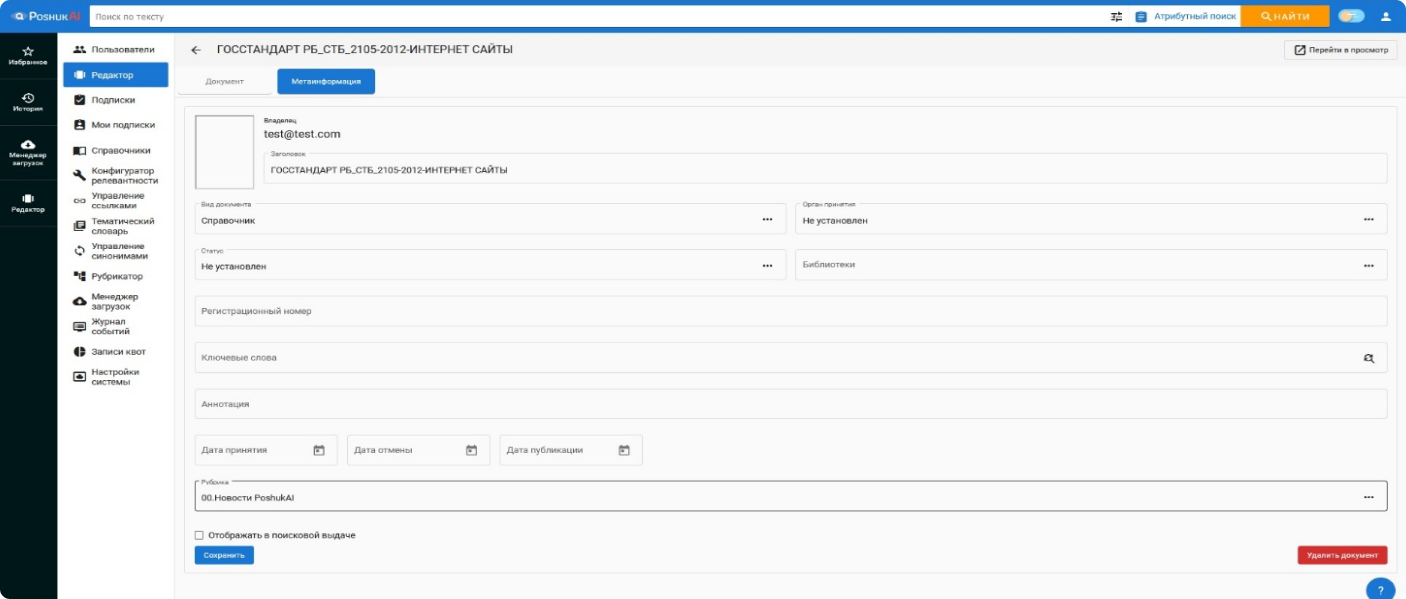 PoshukAI
Поиск по тексту
Атрибутный поиск
НАЙТИ
Избранное
История
Менеджер
загрузок
Редактор
Пользователи
Редактор
Подписки
Мои подписки
Справочники
Конфигуратор
релевантности
Управление
ссылками
Тематический
словарь
Управление
синонимами
Рубрикатор
Менеджер
загрузок
Журнал
событий
Записи квот
Настройки
системы
ГОССТАНДАРТ РБ_СТБ_2105-2012-ИНТЕРНЕТ САЙТЫ
Перейти в просмотр
Документ
Метаинформация
Владелец
test@test.com
Заголовок
ГОССТАНДАРТ РБ_СТБ_2105-2012-ИНТЕРНЕТ САЙТЫ
Вид документа
Справочник
Орган принятия
Не установлен
Статус
Не установлен
Библиотеки
Регистрационный номер
Ключевые слова
Аннотация
Дата принятия
Дата отмены
Дата публикации
Рубрика
00.Новости PoshukAI
Отображать в поисковой выдаче
Сохранить
Удалить документ
?